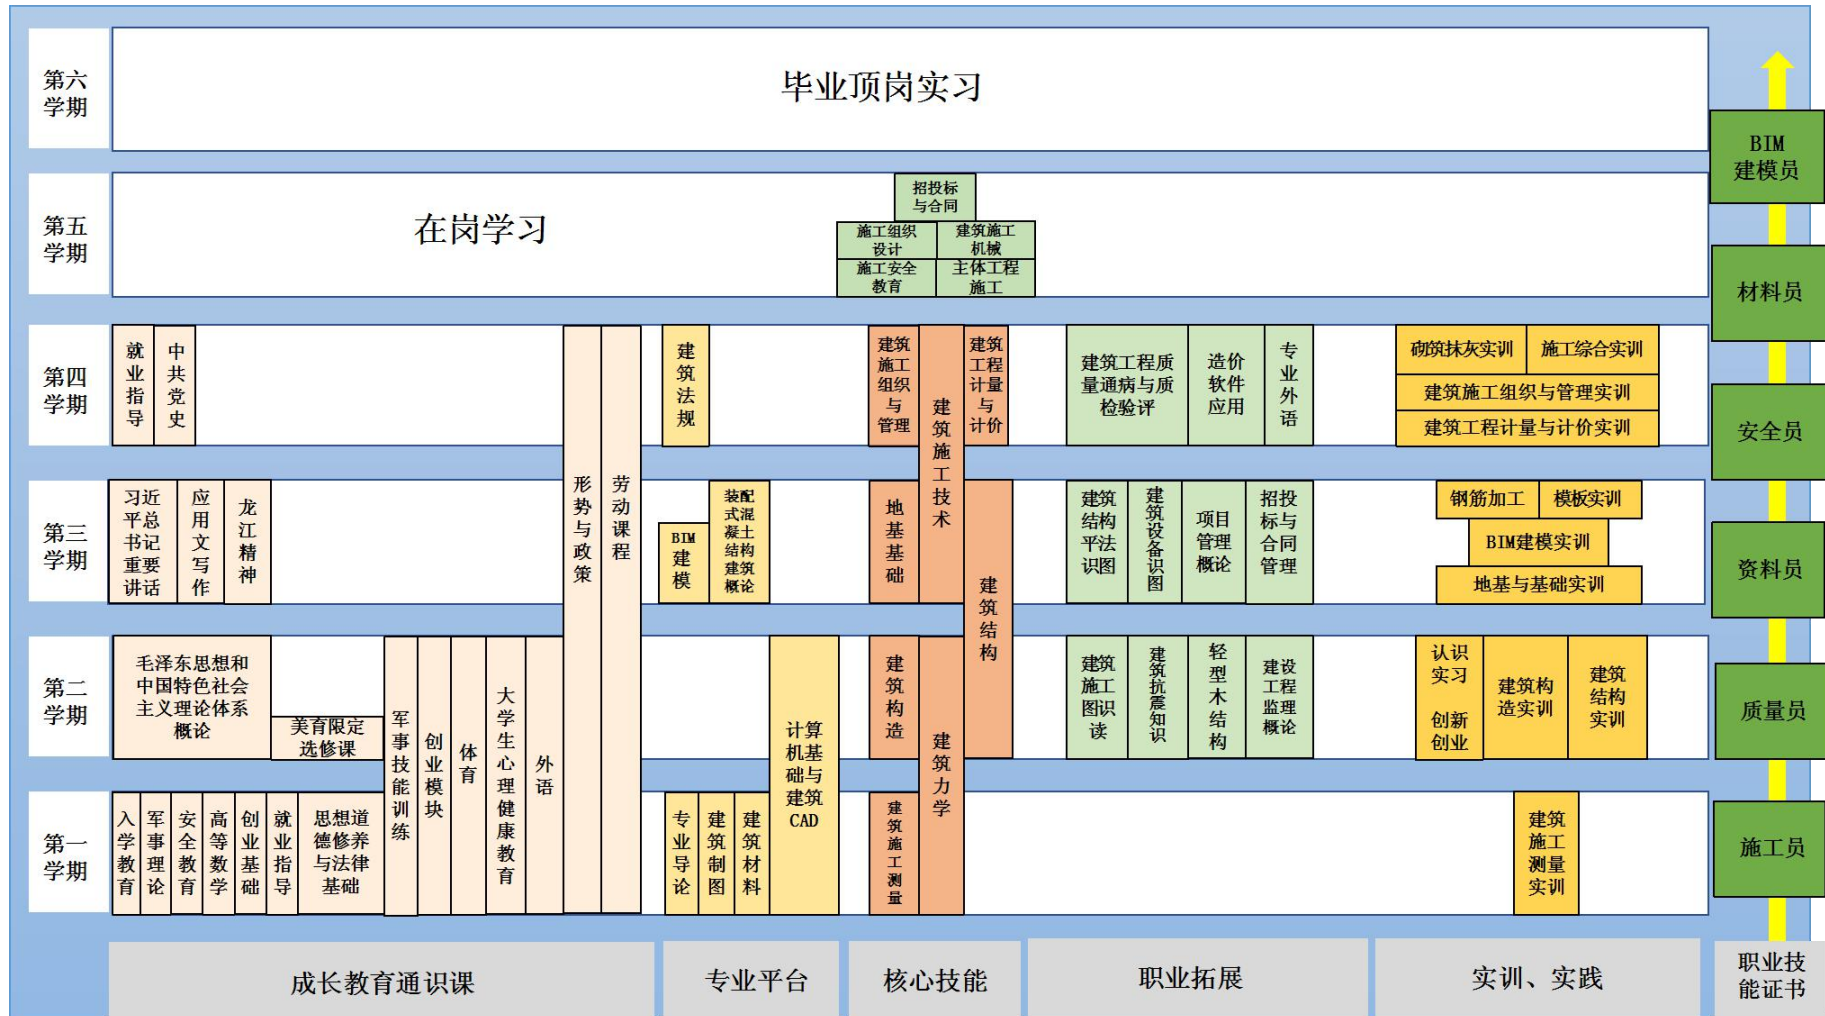 第六
学期
毕业顶岗实习
BIM
建模员
第五
学期
在岗学习
招投标
与合同
施工组织
设计
建筑施工
机械
施工安全
教育
主体工程
施工
材料员
第四
学期
就业指导
中共党史
形势与政策
劳动课程
建筑法规
建筑
施工
组织
与
管理
建筑施工技术
建筑
工程
计量
与
计价
建筑工程质
量通病与质
检验评
造价
软件
应用
专业外语
砌筑抹灰实训
施工综合实训
建筑施工组织与管理实训
建筑工程计量与计价实训
安全员
第三
学期
习近
平总
书记
重要
讲话
应用文写作
龙江精神
BIM
建
模
装配
式混
凝土
结构
建筑
概论
地基基础
建筑结构
建筑
结构
平法
识图
建筑设备识图
项目
管理
概论
招投
标与
合同
管理
钢筋加工
模板实训
BIM建模实训
地基与基础实训
资料员
第二
学期
毛泽东思想和
中国特色社会
主义理论体系
概论
美育限定
选修课
军事技能训练
创业模块
体育
大学生心理健康教育
外语
计算
机基
础与
建筑
CAD
建筑构造
建筑力学
建筑
施工
图识
读
建筑抗震知识
轻型木结构
建设
工程
监理
概论
认识
实习
创新
创业
建筑构
造实训
建筑
结构
实训
质量员
第一
学期
入学教育
军事理论
安全教育
高等数学
创业基础
就业指导
思想道
德修养
与法律
基础
专业导论
建筑制图
建筑材料
建筑施工测量
建筑
施工
测量
实训
施工员
成长教育通识课
专业平台
核心技能
职业拓展
实训、实践
职业技
能证书